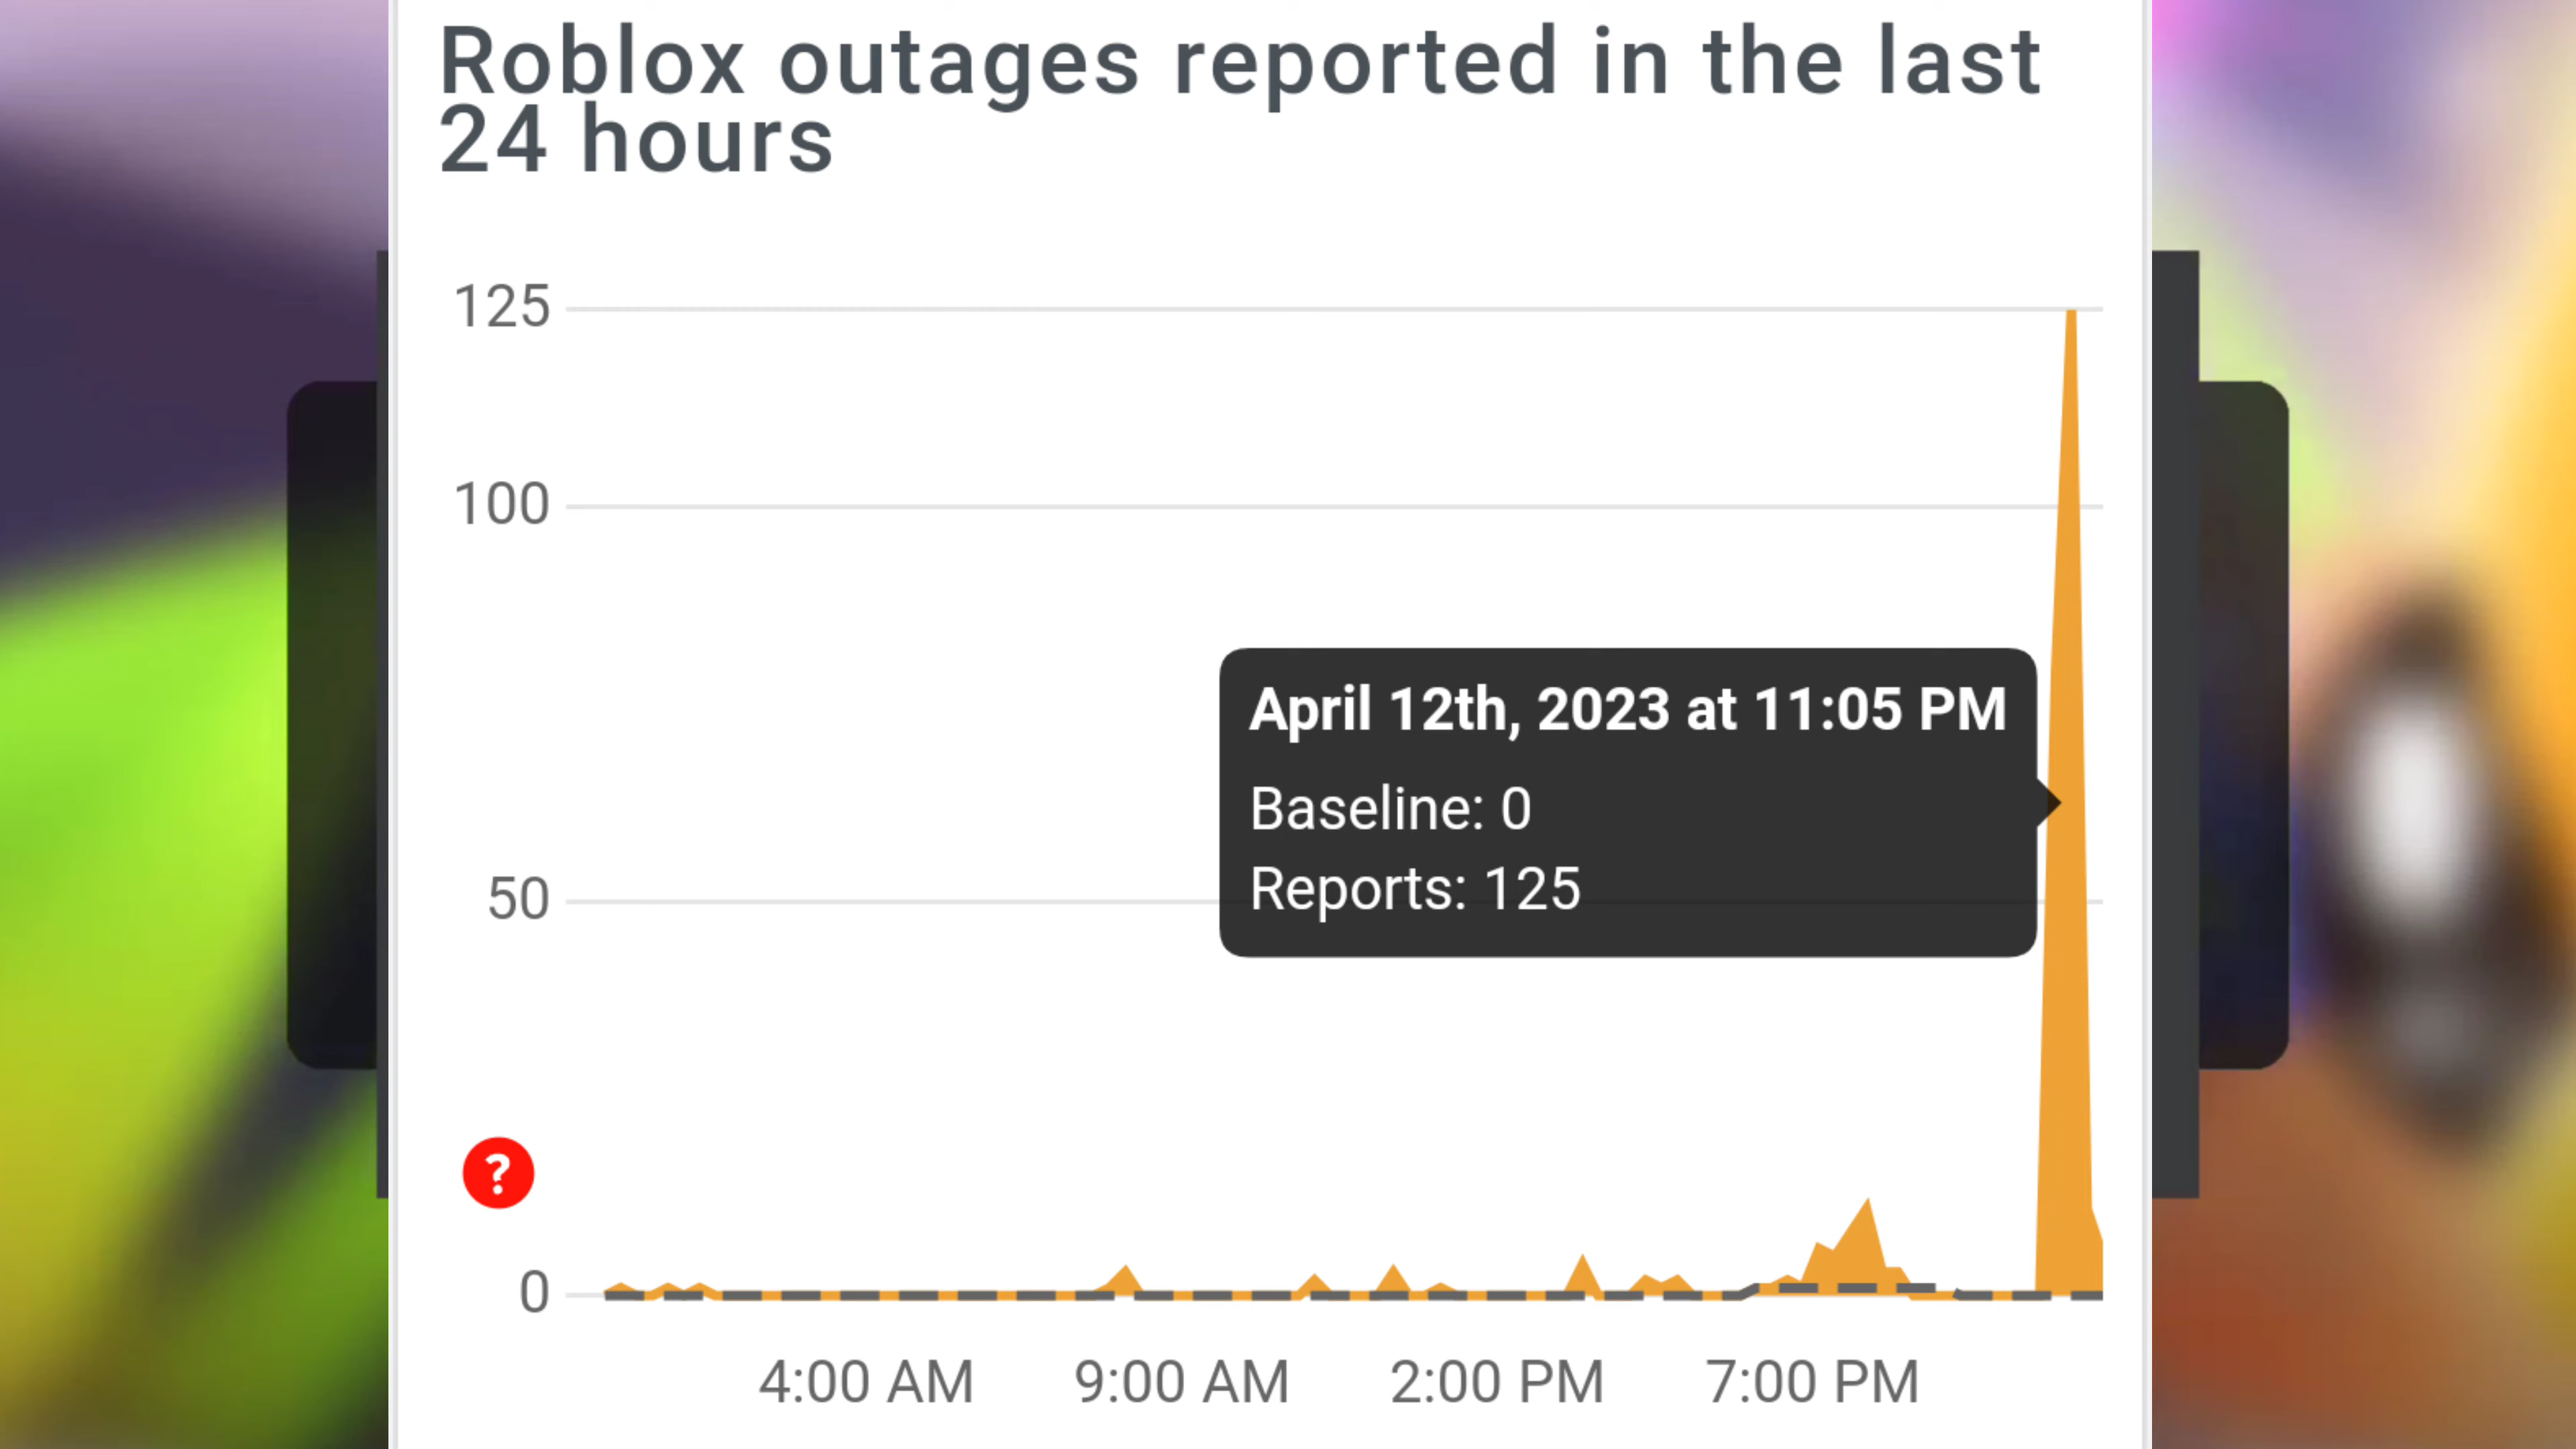 Roblox outages reported in the last
24 hours
125
100
50
0
April 12th, 2023 at 11:05 PM
Baseline: 0
Reports: 125
?
4:00 AM 9:00 AM 2:00 PM 7:00 PM